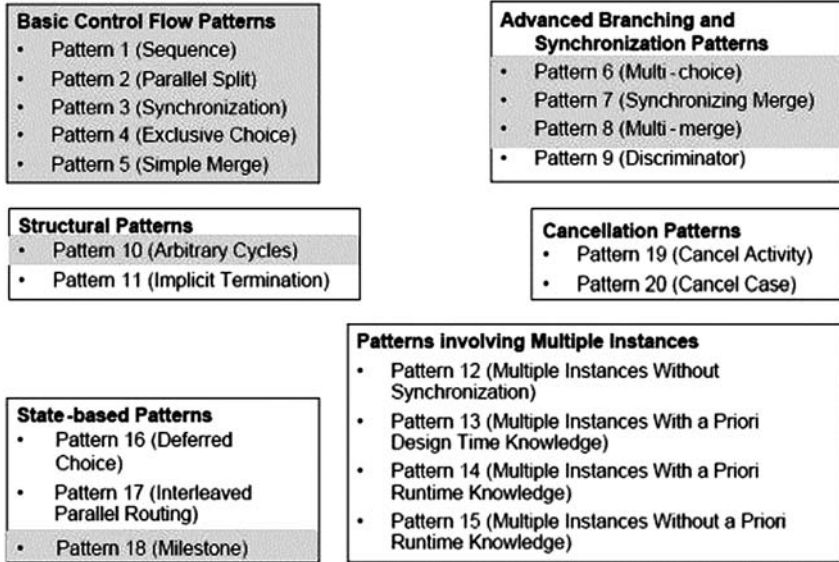 Basic Control Flow Patterns
• Pattern 1 (Sequence)
• Pattern 2 (Parallel Split)
• Pattern 3 (Synchronization)
• Pattern 4 (Exclusive Choice)
• Pattern 5 (Simple Merge)
Advanced Branching and
Synchronization Patterns
• Pattern 6 (Multi-choice)
• Pattern 7 (Synchronizing Merge)
• Pattern 8 (Multi-merge)
• Pattern 9 (Discriminator)
Structural Patterns
• Pattern 10 (Arbitrary Cycles)
• Pattern 11 (Implicit Termination)
Cancellation Patterns
• Pattern 19 (Cancel Activity)
• Pattern 20 (Cancel Case)
State-based Patterns
• Pattern 16 (Deferred
Choice)
• Pattern 17 (Interleaved
Parallel Routing)
• Pattern 18 (Milestone)
Patterns involving Multiple Instances
• Pattern 12 (Multiple Instances Without
Synchronization)
• Pattern 13 (Multiple Instances With a Priori
Design Time Knowledge)
• Pattern 14 (Multiple Instances With a Priori
Runtime Knowledge)
• Pattern 15 (Multiple Instances Without a Priori
Runtime Knowledge)